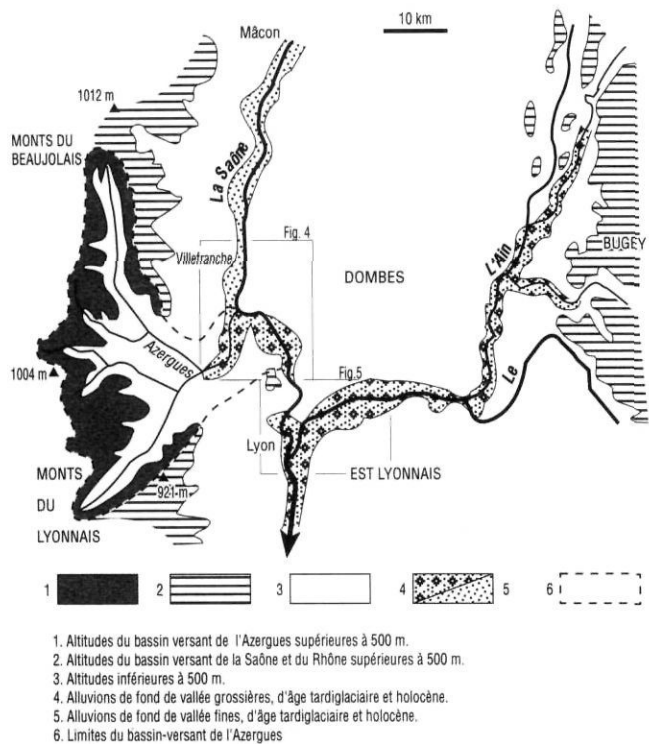 Mâcon
10 km
1012 m
MONTS DU
BEAUJOLAIS
La Saône
Fig. 4
Villefranche
DOMBES
L'Ain
BUGEY
Azergues
1004 m
Fig.5
Le
Lyon
MONTS
DU
LYONNAIS
921 m
EST LYONNAIS
1
2
3
4
5
6
1. Altitudes du bassin versant de l'Azergues supérieures à 500 m.
2. Altitudes du bassin versant de la Saône et du Rhône supérieures à 500 m.
3. Altitudes inférieures à 500 m.
4. Alluvions de fond de vallée grossières, d'âge tardiglaciaire et holocène.
5. Alluvions de fond de vallée fines, d'âge tardiglaciaire et holocène.
6. Limites du bassin-versant de l'Azergues